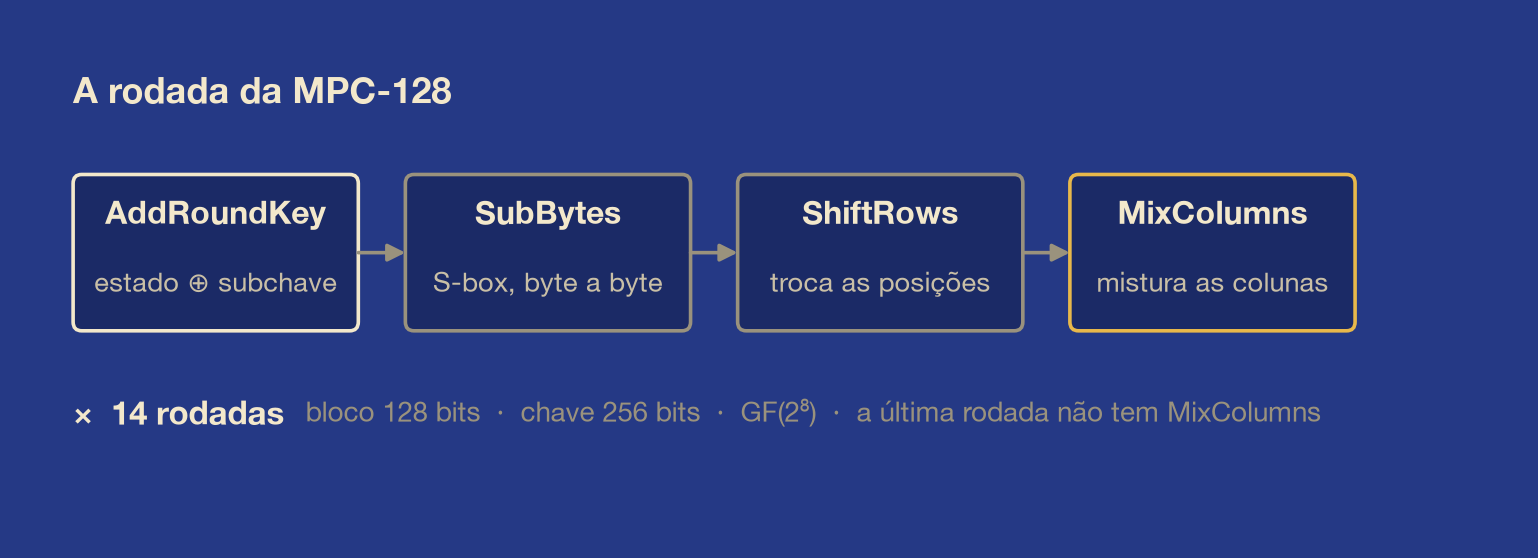 A rodada da MPC-128
AddRoundKey
estado ⊕ subchave
SubBytes
S-box, byte a byte
ShiftRows
troca as posições
MixColumns
mistura as colunas
× 14 rodadas bloco 128 bits · chave 256 bits · GF(2⁸) · a última rodada não tem MixColumns